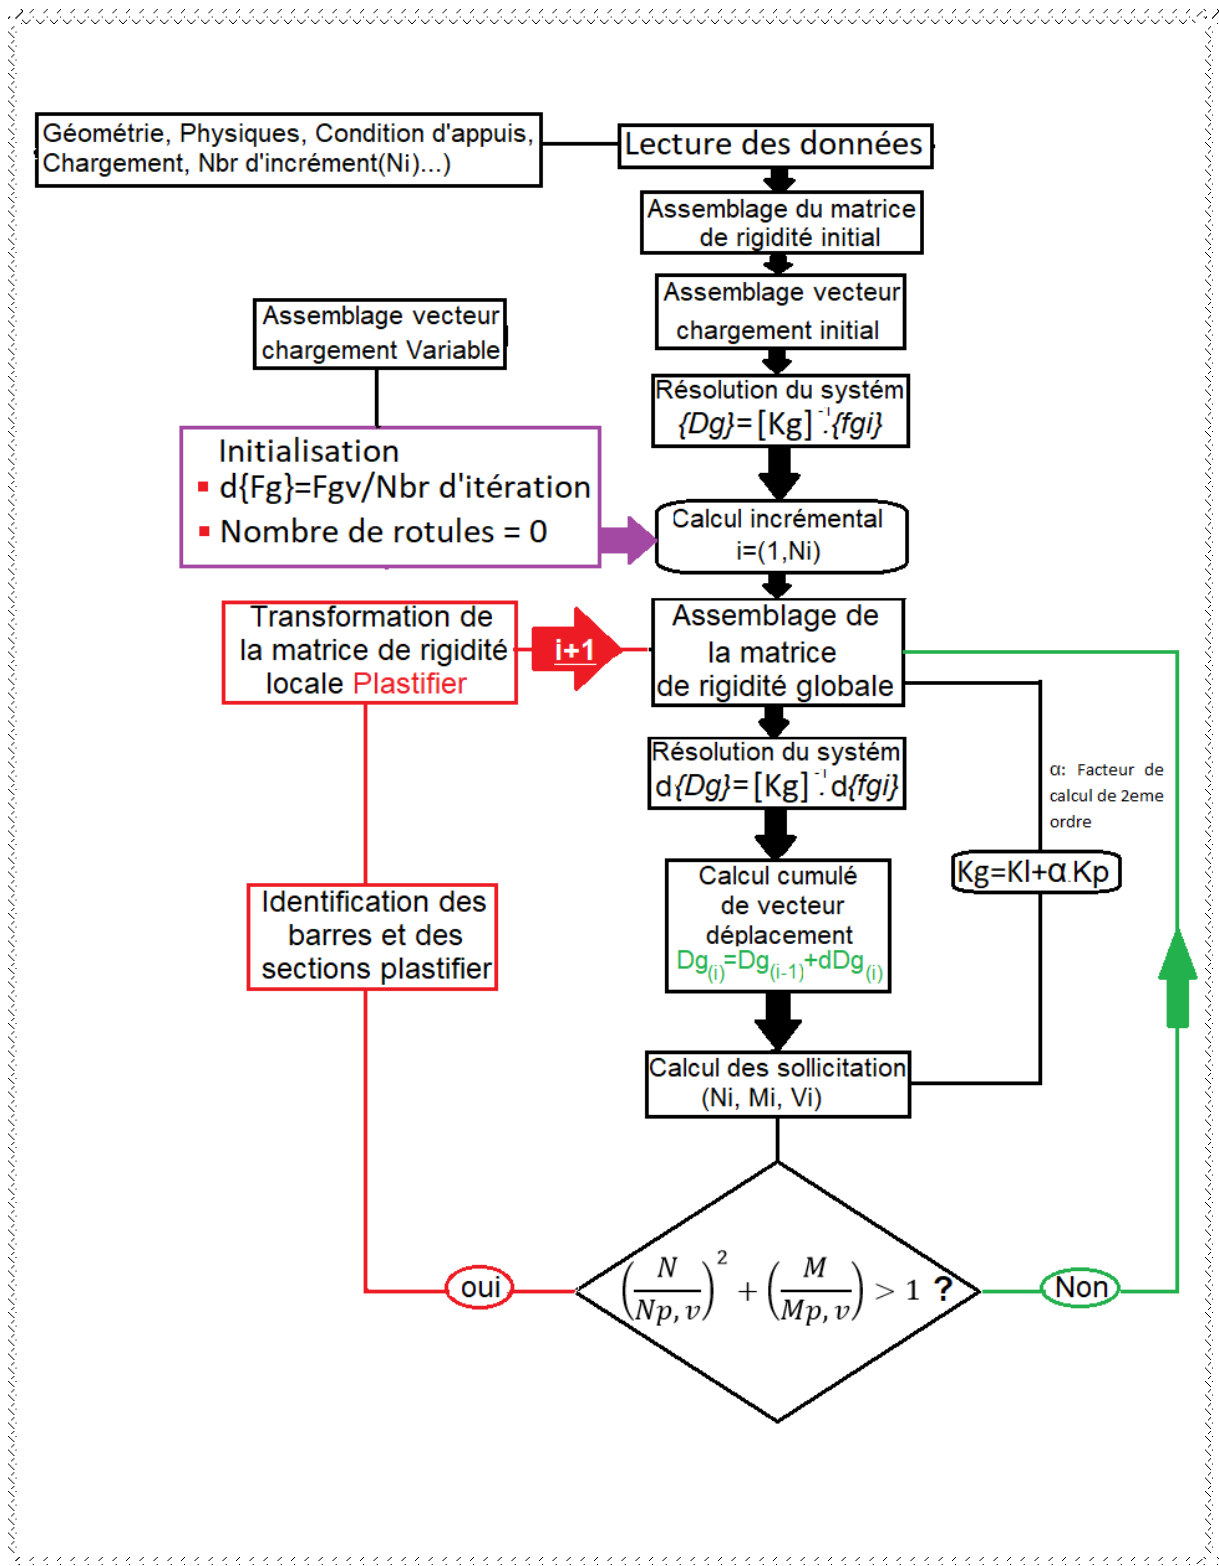 Géométrie, Physiques, Condition d'appuis,
Chargement, Nbr d'incrément(Ni)...)
Lecture des données
Assemblage du matrice
de rigidité initial
Assemblage vecteur
chargement initial
Assemblage vecteur
chargement Variable
Résolution du systém
{Dg}=[Kg]⁻¹.{fgi}
Initialisation
▪ d{Fg}=Fgv/Nbr d'itération
▪ Nombre de rotules = 0
Calcul incrémental
i=(1,Ni)
Transformation de
la matrice de rigidité
locale Plastifier
i+1
Assemblage de
la matrice
de rigidité globale
Résolution du systém
d{Dg}=[Kg]⁻¹.d{fgi}
α: Facteur de
calcul de 2eme
ordre
Kg=Kl+α.Kp
Calcul cumulé
de vecteur
déplacement
Dg(i)=Dg(i-1)+dDg(i)
Identification des
barres et des
sections plastifier
Calcul des sollicitation
(Ni, Mi, Vi)
oui
(N/Np,v)² + (M/Mp,v) > 1 ?
Non